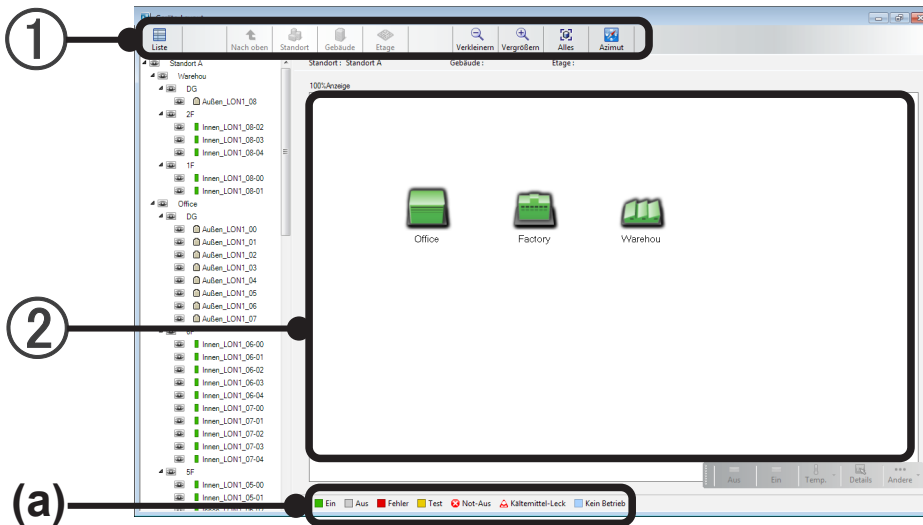 ①
Liste Nach oben Standort Gebäude Etage Verkleinern Vergrößern Alles Azimut
Standort : Standort A Gebäude : Etage :
100%Anzeige
Standort A
Warehou
DG
Außen_LON1_08
2F
Innen_LON1_08-02
Innen_LON1_08-03
Innen_LON1_08-04
1F
Innen_LON1_08-00
Innen_LON1_08-01
Office
DG
Außen_LON1_00
Außen_LON1_01
Außen_LON1_02
Außen_LON1_03
Außen_LON1_04
Außen_LON1_05
Außen_LON1_06
Außen_LON1_07
Innen_LON1_06-00
Innen_LON1_06-01
Innen_LON1_06-02
Innen_LON1_06-03
Innen_LON1_06-04
Innen_LON1_07-00
Innen_LON1_07-01
Innen_LON1_07-02
Innen_LON1_07-03
Innen_LON1_07-04
5F
Innen_LON1_05-00
Innen_LON1_05-01
②
Office Factory Warehou
Aus Ein Temp. Details Andere
(a)
Ein Aus Fehler Test Not-Aus Kältemittel-Leck Kein Betrieb